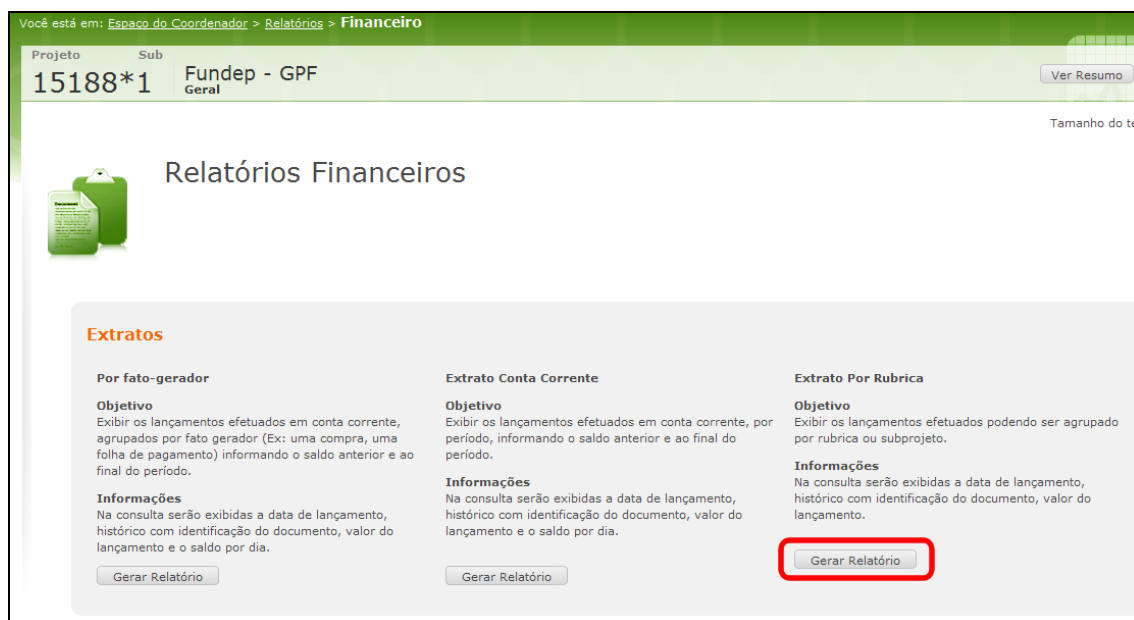 Você está em: Espaço do Coordenador > Relatórios > Financeiro
Projeto Sub
15188*1 Fundep - GPF
Geral
Ver Resumo
Tamanho do te
Relatórios Financeiros
Extratos
Por fato-gerador
Objetivo
Exibir os lançamentos efetuados em conta corrente,
agrupados por fato gerador (Ex: uma compra, uma
folha de pagamento) informando o saldo anterior e ao
final do período.
Informações
Na consulta serão exibidas a data de lançamento,
histórico com identificação do documento, valor do
lançamento e o saldo por dia.
Gerar Relatório
Extrato Conta Corrente
Objetivo
Exibir os lançamentos efetuados em conta corrente, por
período, informando o saldo anterior e ao final do
período.
Informações
Na consulta serão exibidas a data de lançamento,
histórico com identificação do documento, valor do
lançamento e o saldo por dia.
Gerar Relatório
Extrato Por Rubrica
Objetivo
Exibir os lançamentos efetuados podendo ser agrupado
por rubrica ou subprojeto.
Informações
Na consulta serão exibidas a data de lançamento,
histórico com identificação do documento, valor do
lançamento.
Gerar Relatório